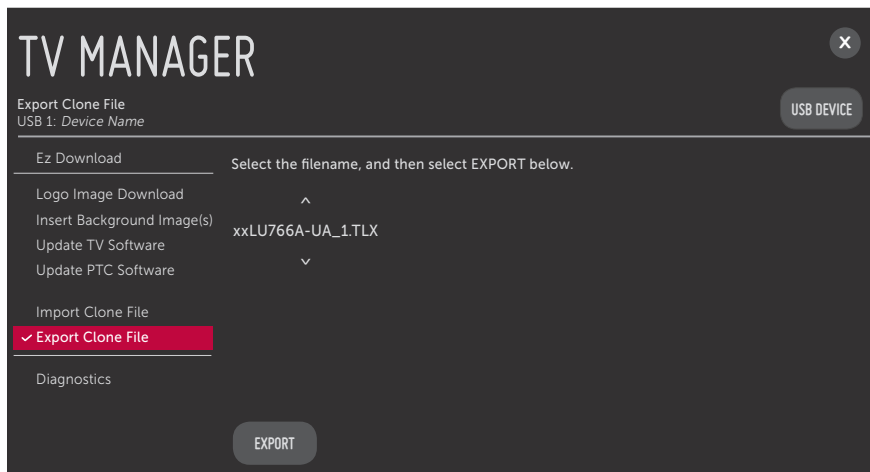 TV MANAGER
X
Export Clone File
USB 1: Device Name
USB DEVICE
Ez Download
Logo Image Download
Insert Background Image(s)
Update TV Software
Update PTC Software
Import Clone File
Export Clone File
Diagnostics
Select the filename, and then select EXPORT below.
xxLU766A-UA_1.TLX
EXPORT